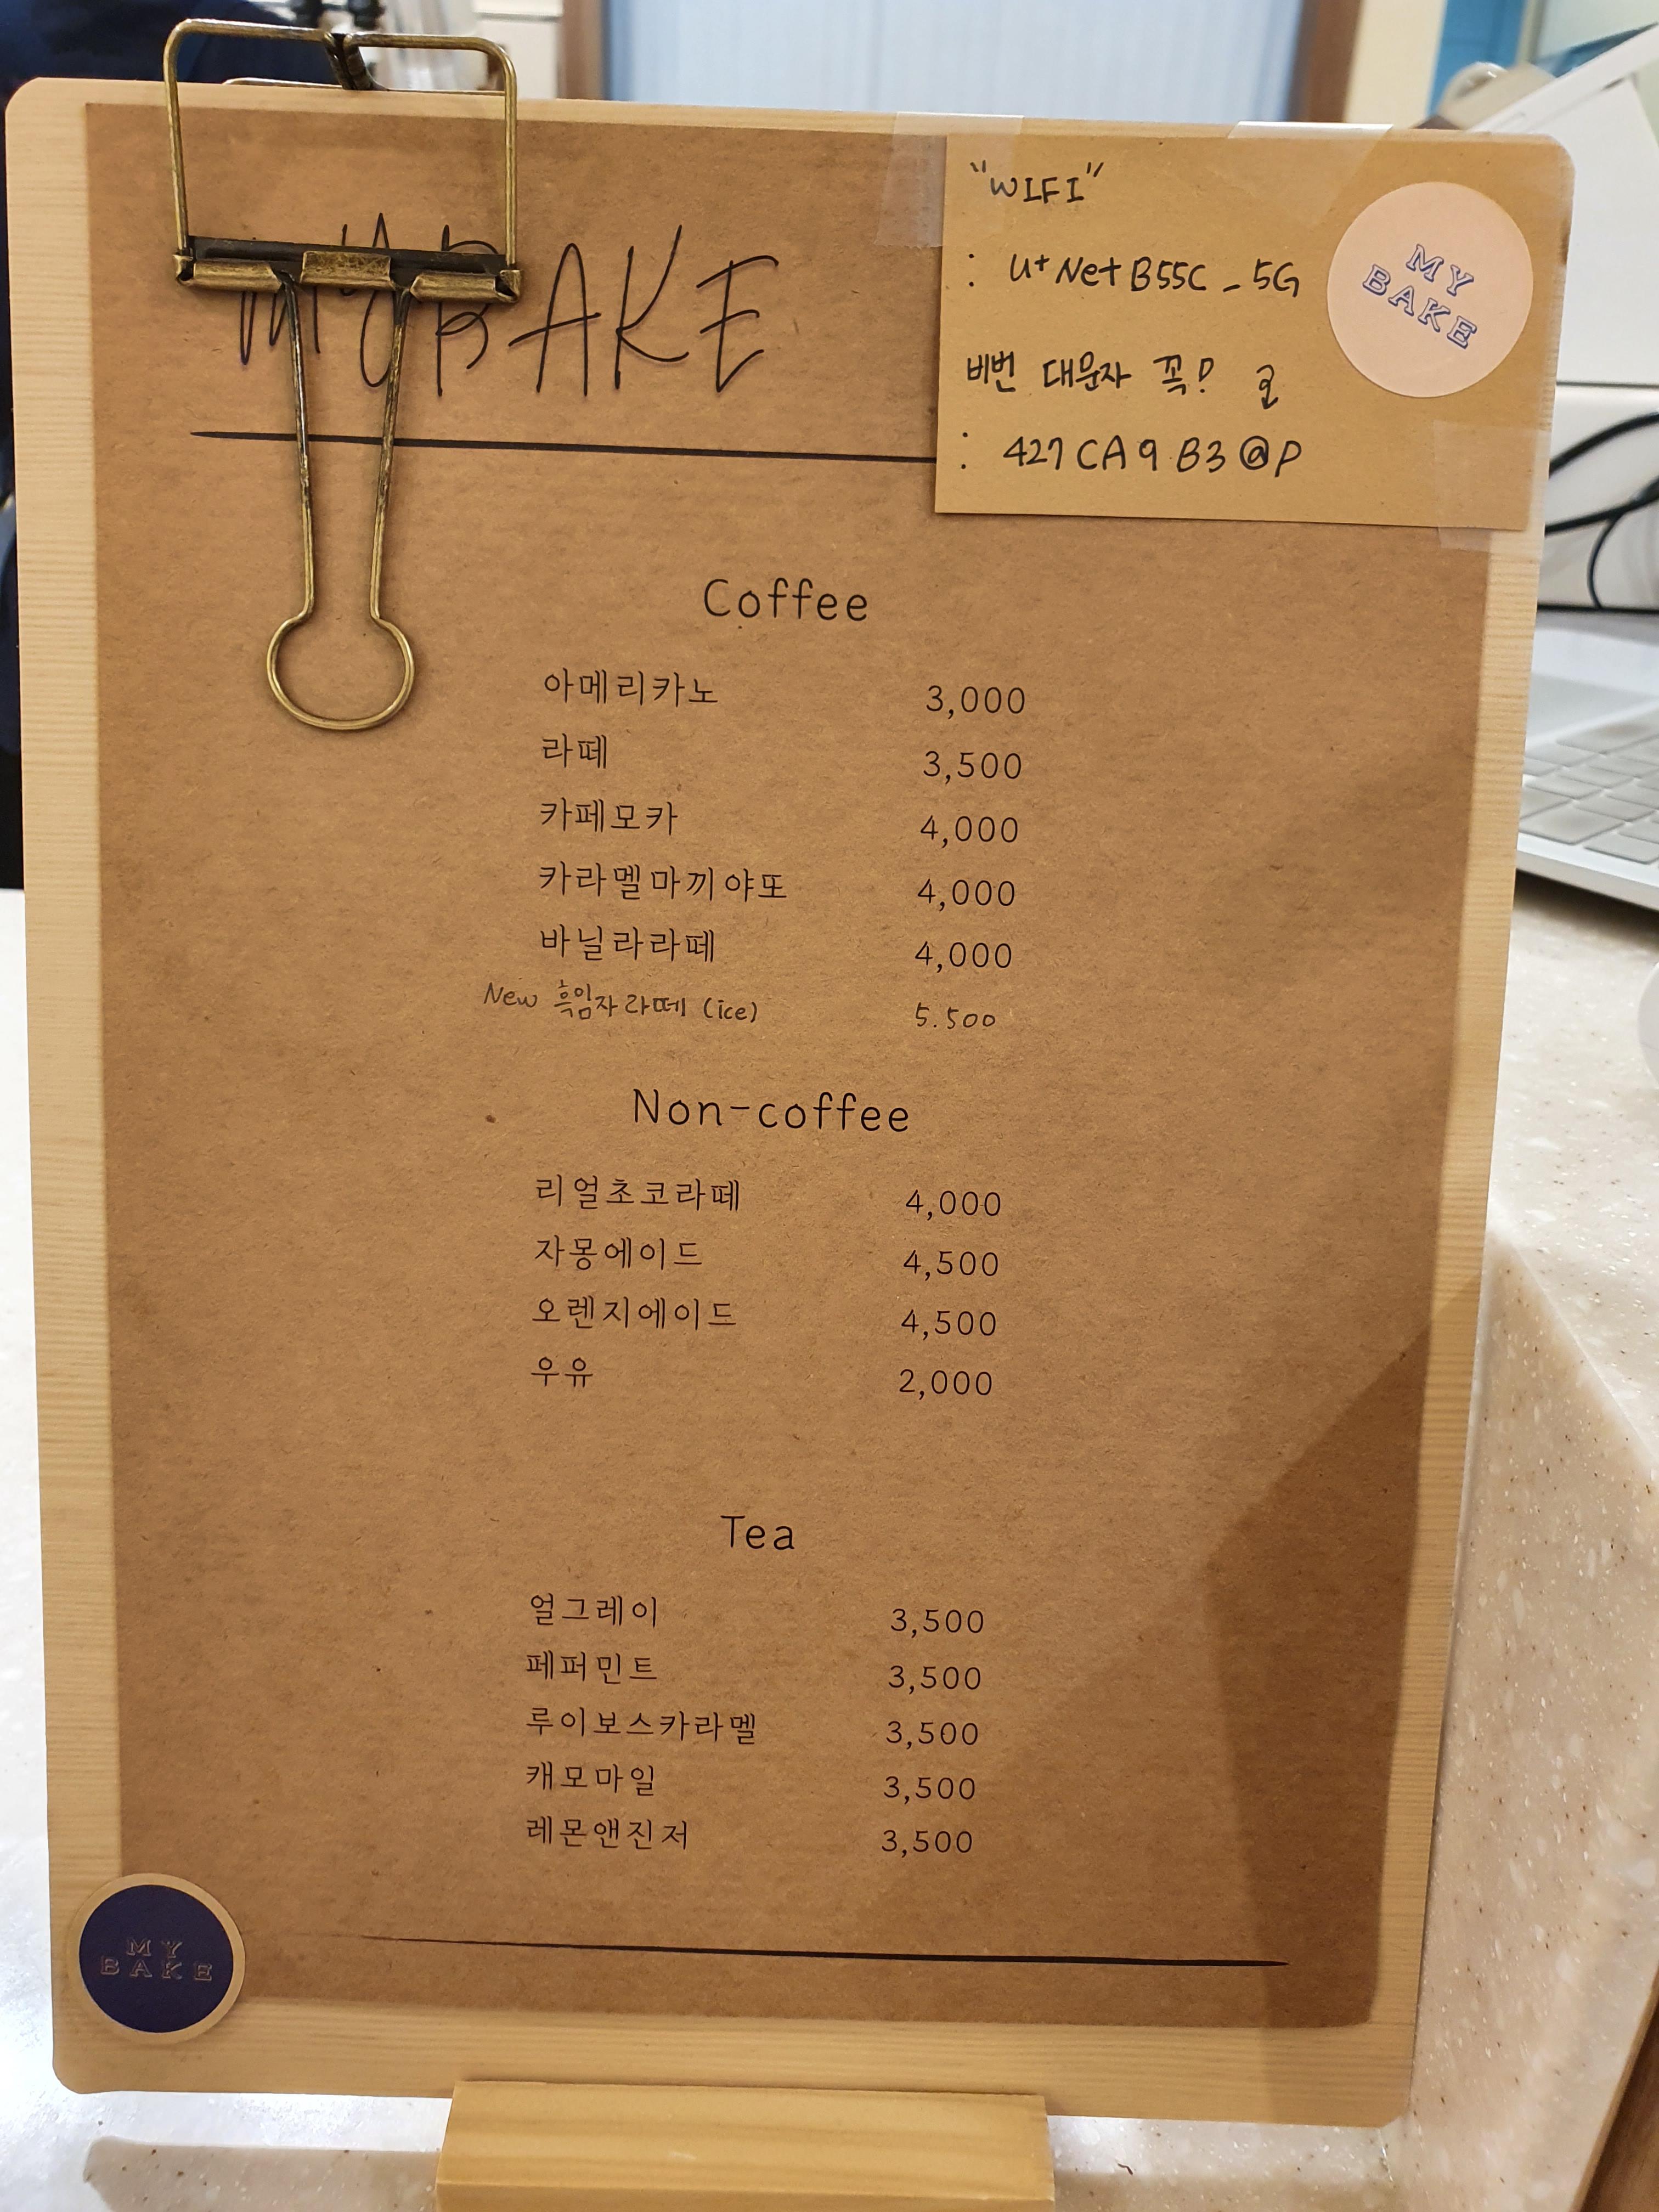 MYBAKE
"WIFI"
: U+NetB55C_5G
비번 대문자 꼭!
: 427CA9B3@P
MY
BAKE
Coffee
아메리카노 3,000
라떼 3,500
카페모카 4,000
카라멜마끼야또 4,000
바닐라라떼 4,000
New 흑임자라떼 (ice) 5.500
Non-coffee
리얼초코라떼 4,000
자몽에이드 4,500
오렌지에이드 4,500
우유 2,000
Tea
얼그레이 3,500
페퍼민트 3,500
루이보스카라멜 3,500
캐모마일 3,500
레몬앤진저 3,500
MY
BAKE